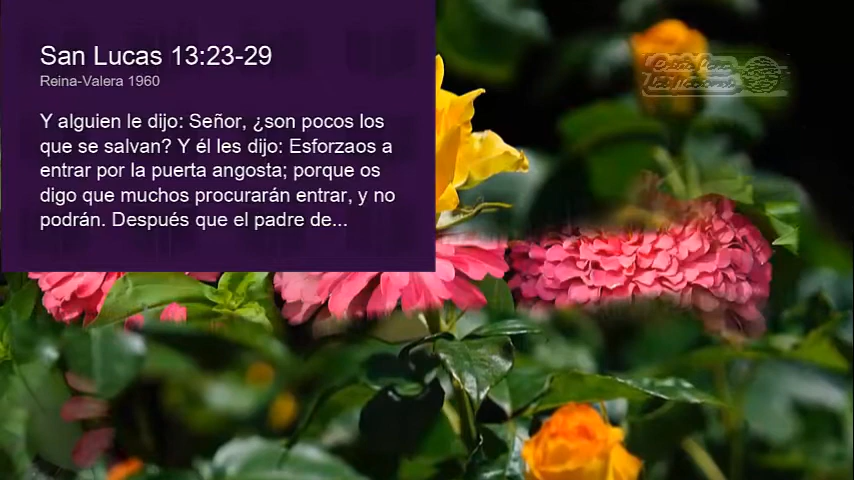 San Lucas 13:23-29
Reina-Valera 1960
Y alguien le dijo: Señor, ¿son pocos los
que se salvan? Y él les dijo: Esforzaos a
entrar por la puerta angosta; porque os
digo que muchos procurarán entrar, y no
podrán. Después que el padre de...